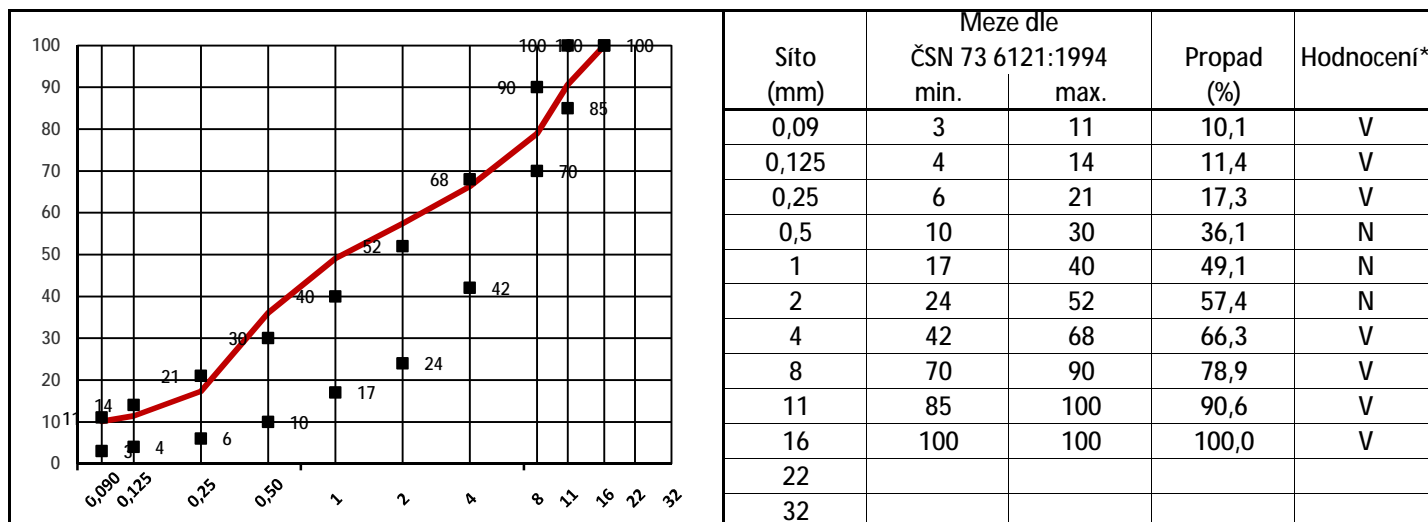 100
90
80
70
60
50
40
30
20
10
0
100 100 100
90
85
70
68
52
42
40
30
24
21
17
14
11
10
6
4
3
0,090 0,125 0,25 0,50 1 2 4 8 11 16 22 32
Síto Meze dle Propad Hodnocení*
(mm) ČSN 73 6121:1994 (%)
min. max.
0,09 3 11 10,1 V
0,125 4 14 11,4 V
0,25 6 21 17,3 V
0,5 10 30 36,1 N
1 17 40 49,1 N
2 24 52 57,4 N
4 42 68 66,3 V
8 70 90 78,9 V
11 85 100 90,6 V
16 100 100 100,0 V
22
32